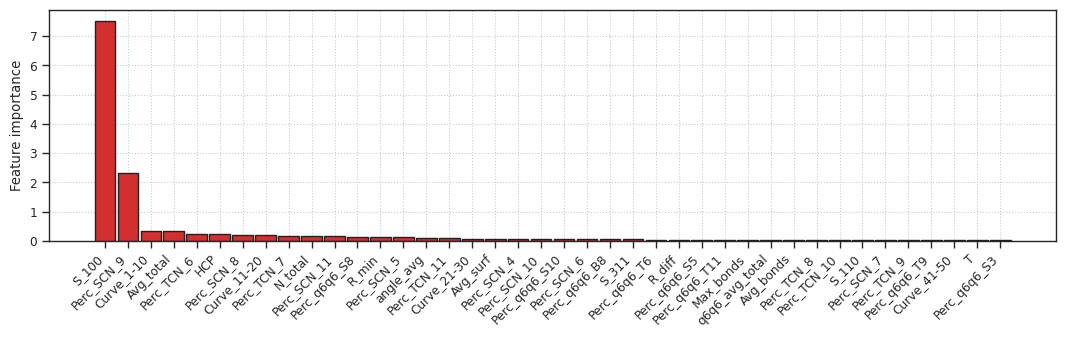 Feature importance
7
6
5
4
3
2
1
0
S_100
Perc_SCN_9
Curve_1-10
Avg_total
Perc_TCN_6
HCP
Perc_SCN_8
Curve_11-20
Perc_TCN_7
N_total
Perc_SCN_11
Perc_q6q6_S8
R_min
Perc_SCN_5
angle_avg
Perc_TCN_11
Curve_21-30
Avg_surf
Perc_SCN_4
Perc_SCN_10
Perc_q6q6_S10
Perc_SCN_6
Perc_q6q6_B8
S_311
Perc_q6q6_T6
R_diff
Perc_q6q6_S5
Perc_q6q6_T11
Max_bonds
q6q6_avg_total
Avg_bonds
Perc_TCN_8
Perc_TCN_10
S_110
Perc_SCN_7
Perc_TCN_9
Perc_q6q6_T9
Curve_41-50
T
Perc_q6q6_S3